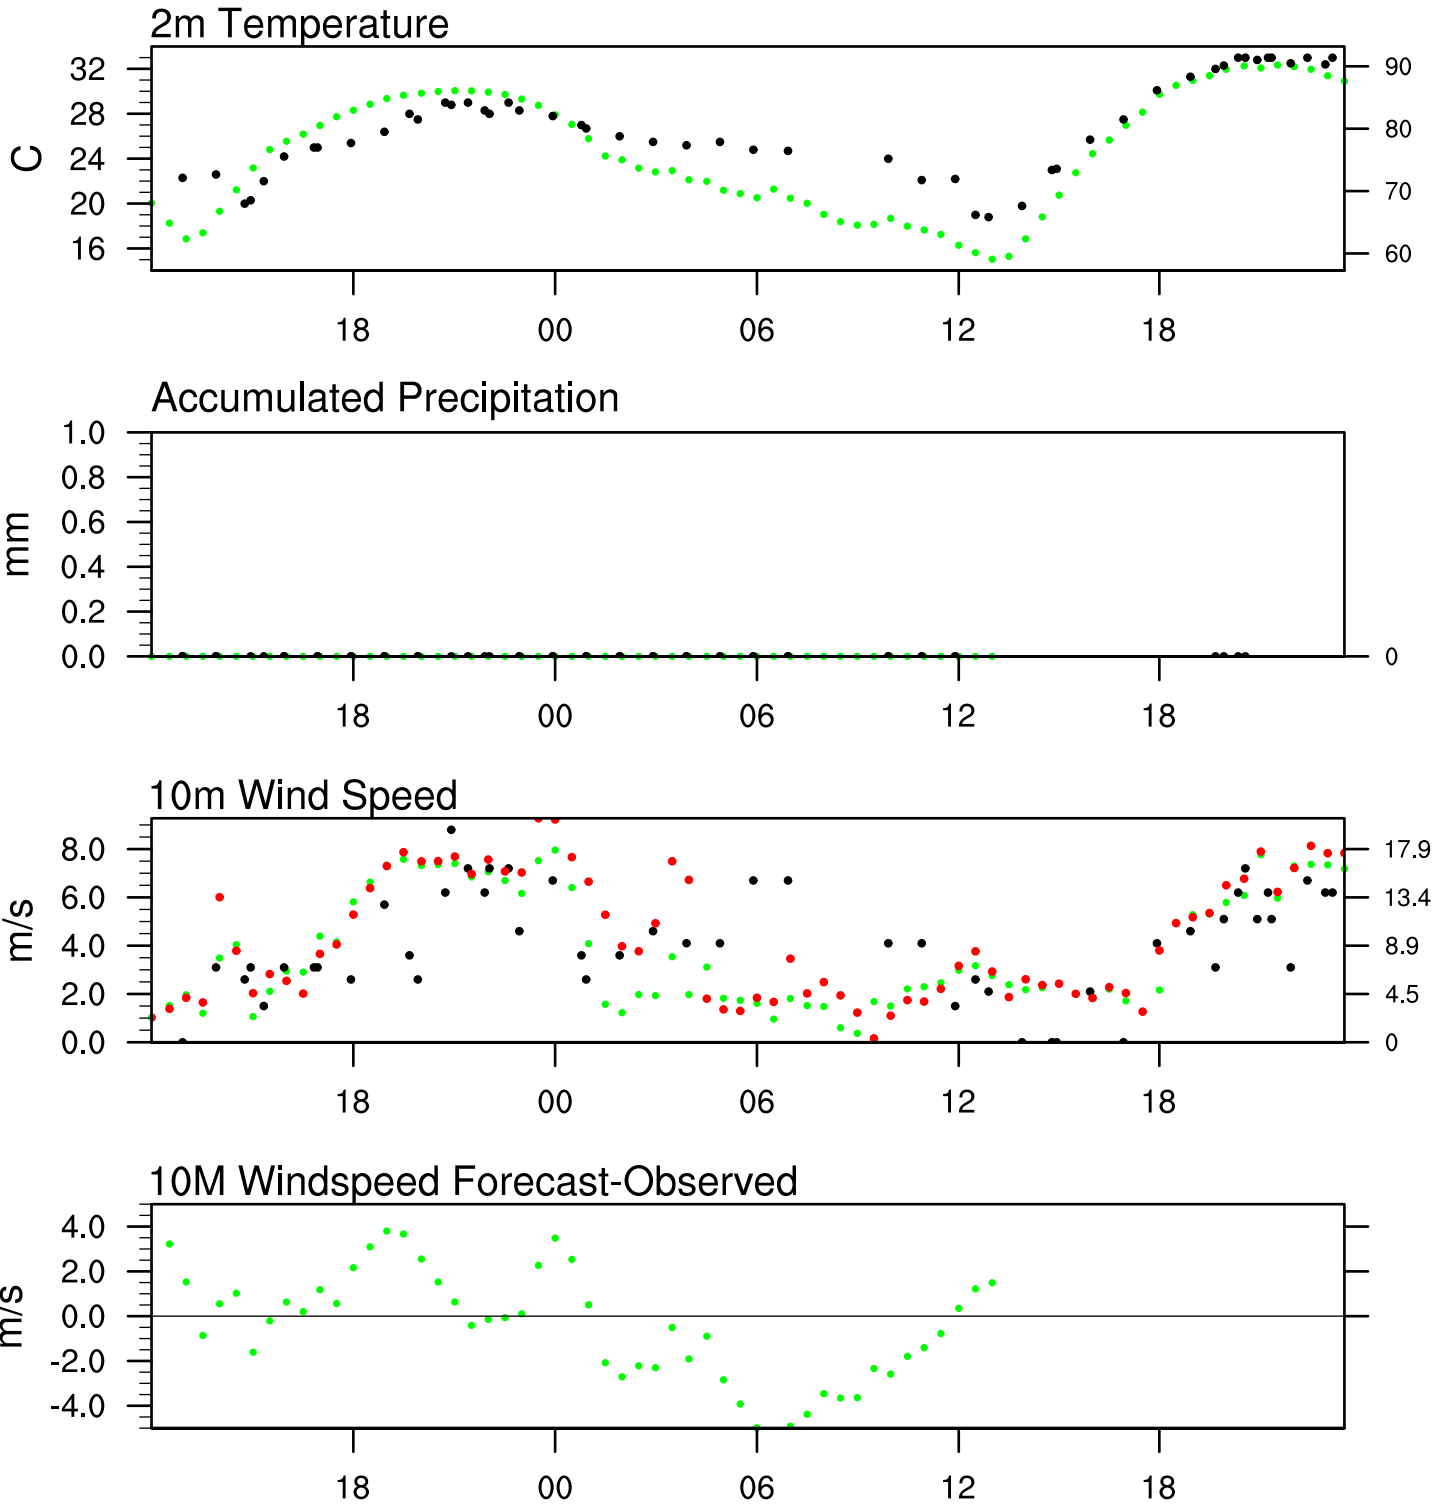 2m Temperature
C
32
28
24
20
16
90
80
70
60
18 00 06 12 18
Accumulated Precipitation
mm
1.0
0.8
0.6
0.4
0.2
0.0
0
18 00 06 12 18
10m Wind Speed
m/s
8.0
6.0
4.0
2.0
0.0
17.9
13.4
8.9
4.5
0
18 00 06 12 18
10M Windspeed Forecast-Observed
m/s
4.0
2.0
0.0
-2.0
-4.0
18 00 06 12 18